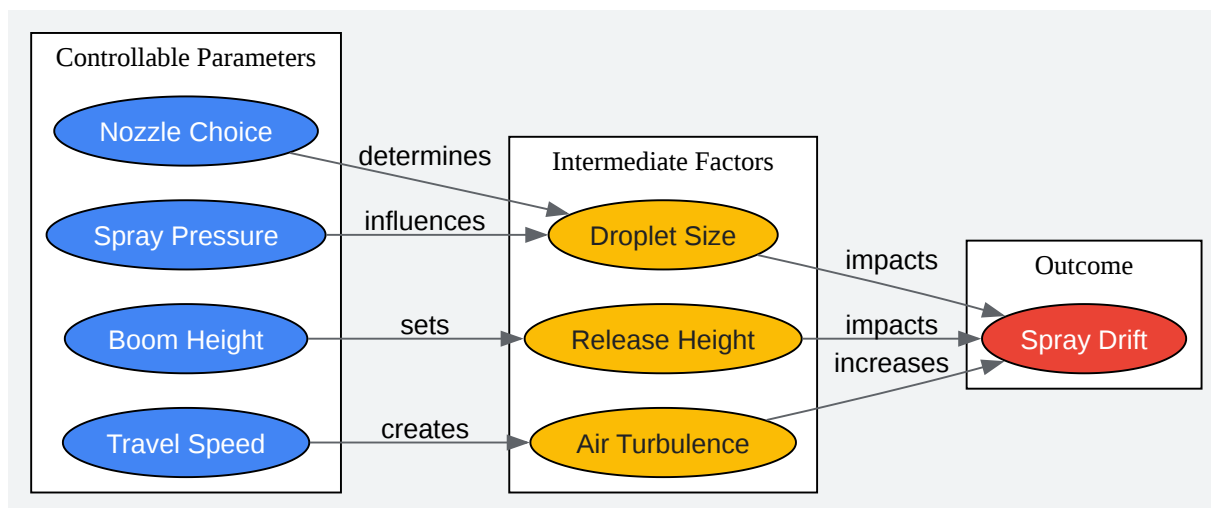 Controllable Parameters
Nozzle Choice
Spray Pressure
Boom Height
Travel Speed
determines
influences
sets
creates
Intermediate Factors
Droplet Size
Release Height
Air Turbulence
impacts
impacts
increases
Outcome
Spray Drift